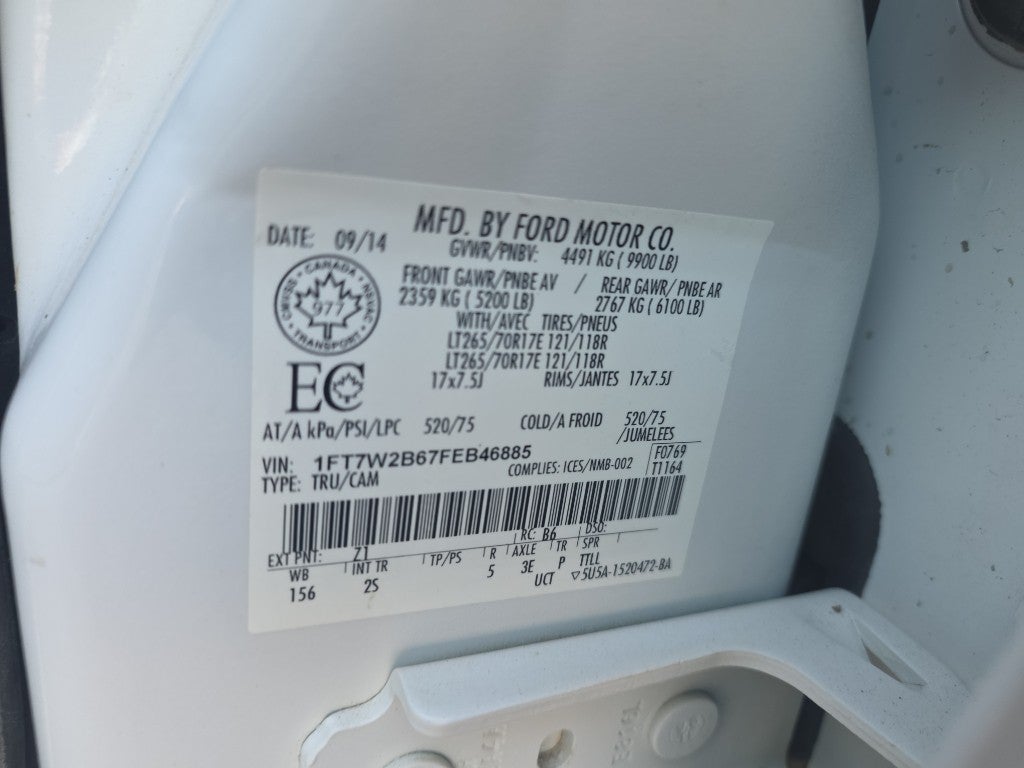 MFD. BY FORD MOTOR CO.
DATE: 09/14
GVWR/PNBV: 4491 KG ( 9900 LB)
FRONT GAWR/PNBE AV / REAR GAWR/ PNBE AR
2359 KG ( 5200 LB) 2767 KG ( 6100 LB)
WITH/AVEC TIRES/PNEUS
LT265/70R17E 121/118R
LT265/70R17E 121/118R
17x7.5J RIMS/JANTES 17x7.5J
CANADA
977
TRANSPORT
EC
AT/A kPa/PSI/LPC 520/75 COLD/A FROID 520/75
/JUMELEES
VIN: 1FT7W2B67FEB46885
COMPLIES: ICES/NMB-002
F0769
TYPE: TRU/CAM
T1164
EXT PNT: Z1 RC: B6 DSO:
WB INT TR TP/PS R AXLE TR SPR
156 2S 5 3E P TTLL
UCT ▽5U5A-1520472-BA